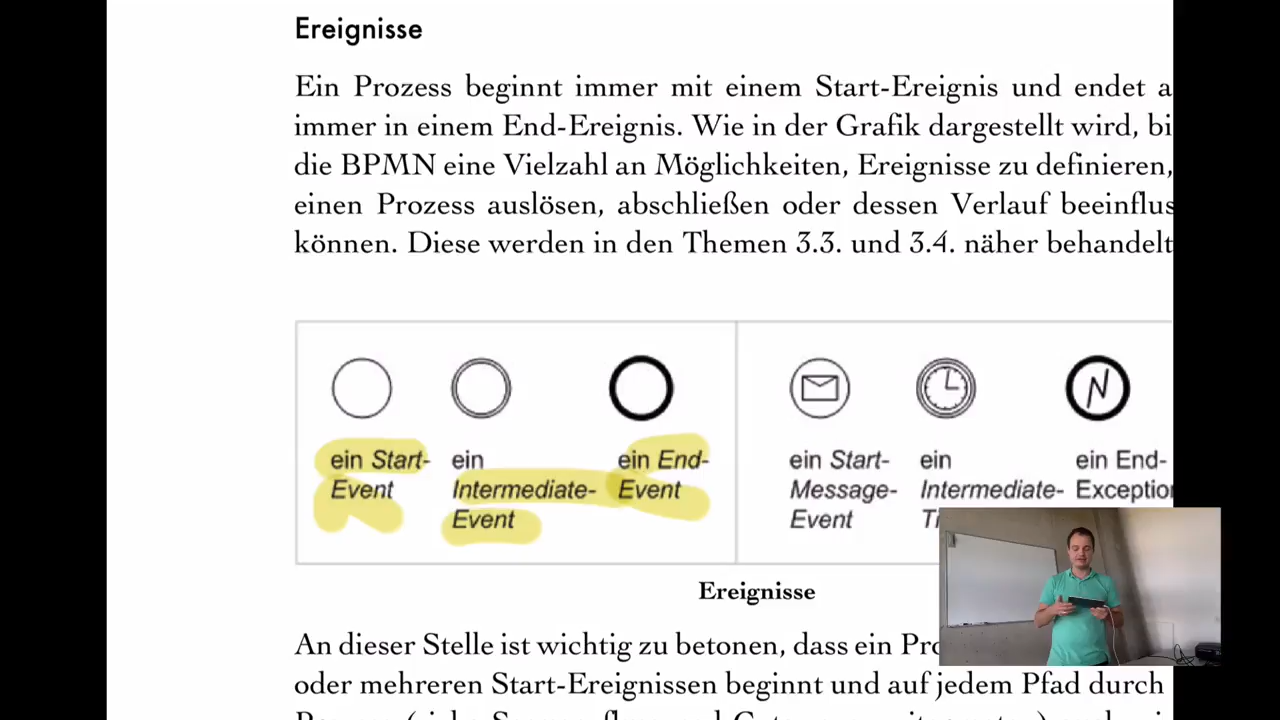 Ereignisse
Ein Prozess beginnt immer mit einem Start-Ereignis und endet a
immer in einem End-Ereignis. Wie in der Grafik dargestellt wird, bi
die BPMN eine Vielzahl an Möglichkeiten, Ereignisse zu definieren,
einen Prozess auslösen, abschließen oder dessen Verlauf beeinflus
können. Diese werden in den Themen 3.3. und 3.4. näher behandelt
ein Start-
Event
ein
Intermediate-
Event
ein End-
Event
ein Start-
Message-
Event
ein
Intermediate-
ein End-
Exception
Ereignisse
An dieser Stelle ist wichtig zu betonen, dass ein Pro
oder mehreren Start-Ereignissen beginnt und auf jedem Pfad durch